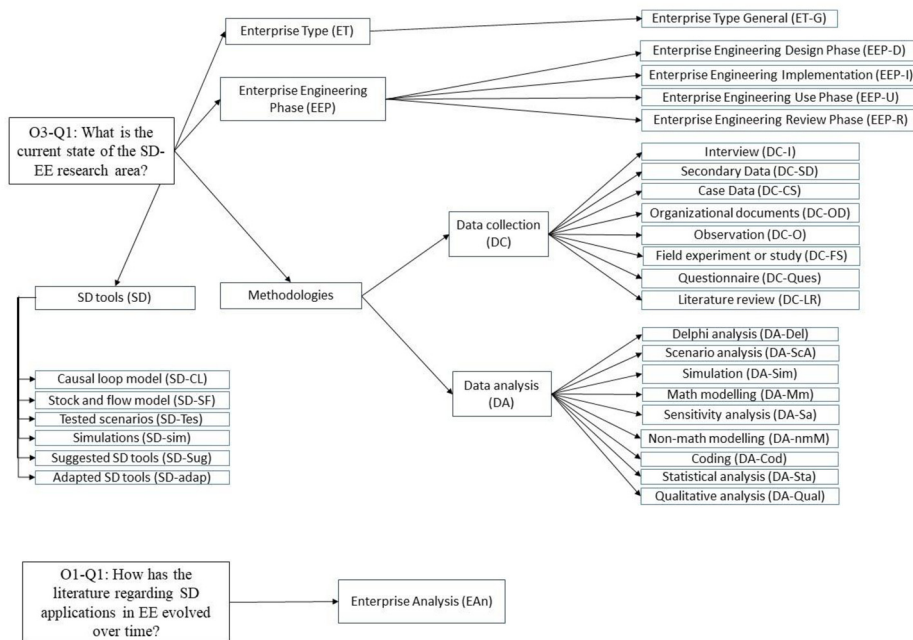 O3-Q1: What is the
current state of the SD-
EE research area?
Enterprise Type (ET)
Enterprise Type General (ET-G)
Enterprise Engineering
Phase (EEP)
Enterprise Engineering Design Phase (EEP-D)
Enterprise Engineering Implementation (EEP-I)
Enterprise Engineering Use Phase (EEP-U)
Enterprise Engineering Review Phase (EEP-R)
Methodologies
Data collection
(DC)
Interview (DC-I)
Secondary Data (DC-SD)
Case Data (DC-CS)
Organizational documents (DC-OD)
Observation (DC-O)
Field experiment or study (DC-FS)
Questionnaire (DC-Ques)
Literature review (DC-LR)
Data analysis
(DA)
Delphi analysis (DA-Del)
Scenario analysis (DA-ScA)
Simulation (DA-Sim)
Math modelling (DA-Mm)
Sensitivity analysis (DA-Sa)
Non-math modelling (DA-nmM)
Coding (DA-Cod)
Statistical analysis (DA-Sta)
Qualitative analysis (DA-Qual)
SD tools (SD)
Causal loop model (SD-CL)
Stock and flow model (SD-SF)
Tested scenarios (SD-Tes)
Simulations (SD-sim)
Suggested SD tools (SD-Sug)
Adapted SD tools (SD-adap)
O1-Q1: How has the
literature regarding SD
applications in EE evolved
over time?
Enterprise Analysis (EAn)